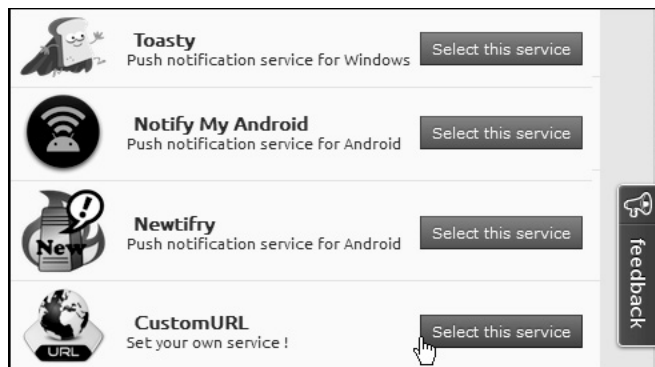 Toasty
Push notification service for Windows
Select this service
Notify My Android
Push notification service for Android
Select this service
Newtifry
Push notification service for Android
Select this service
New
CustomURL
Set your own service !
Select this service
URL
feedback